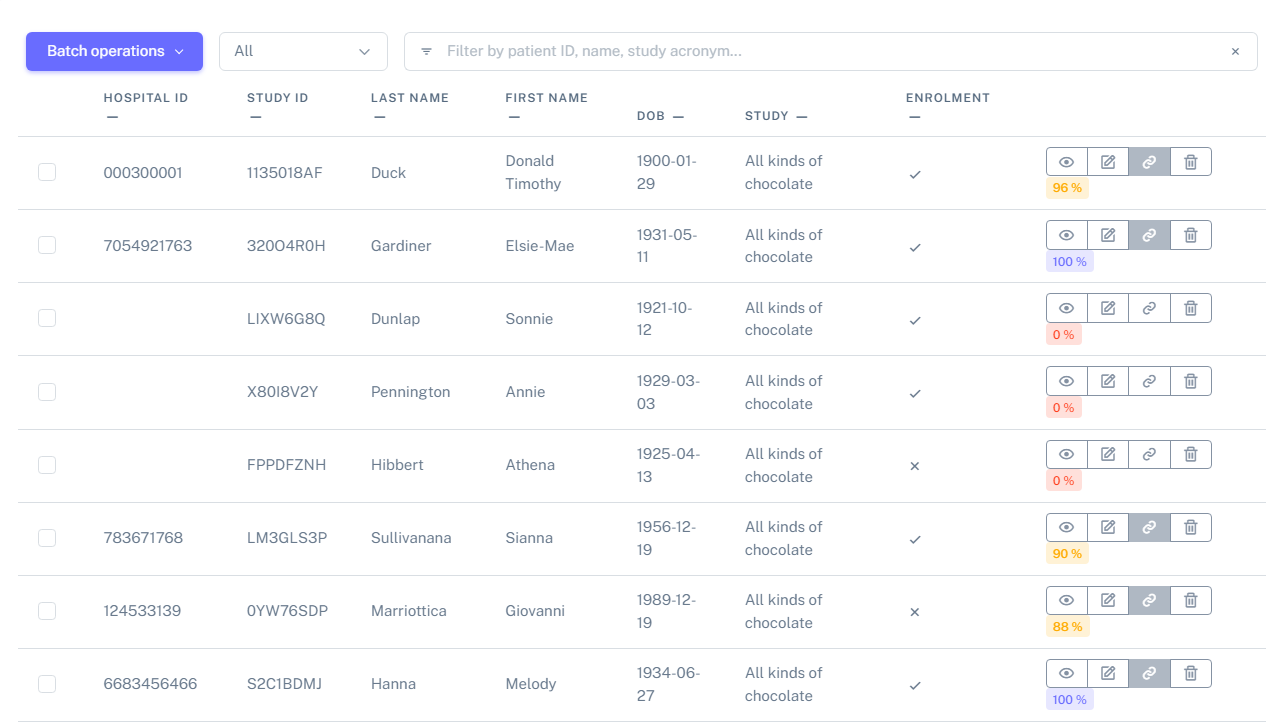 Batch operations
All
Filter by patient ID, name, study acronym...
HOSPITAL ID STUDY ID LAST NAME FIRST NAME DOB STUDY ENROLMENT
000300001 1135018AF Duck Donald Timothy 1900-01-29 All kinds of chocolate
96 %
7054921763 320O4R0H Gardiner Elsie-Mae 1931-05-11 All kinds of chocolate
100 %
LIXW6G8Q Dunlap Sonnie 1921-10-12 All kinds of chocolate
0 %
X80I8V2Y Pennington Annie 1929-03-03 All kinds of chocolate
0 %
FPPDFZNH Hibbert Athena 1925-04-13 All kinds of chocolate
0 %
783671768 LM3GLS3P Sullivanana Sianna 1956-12-19 All kinds of chocolate
90 %
124533139 0YW76SDP Marriottica Giovanni 1989-12-19 All kinds of chocolate
88 %
6683456466 S2C1BDMJ Hanna Melody 1934-06-27 All kinds of chocolate
100 %